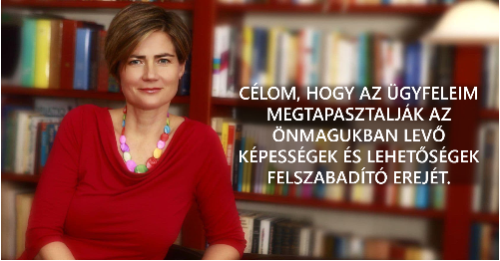 CÉLOM, HOGY AZ ÜGYFELEIM
MEGTAPASZTALJÁK AZ
ÖNMAGUKBAN LEVŐ
KÉPESSÉGEK ÉS LEHETŐSÉGEK
FELSZABADÍTÓ EREJÉT.